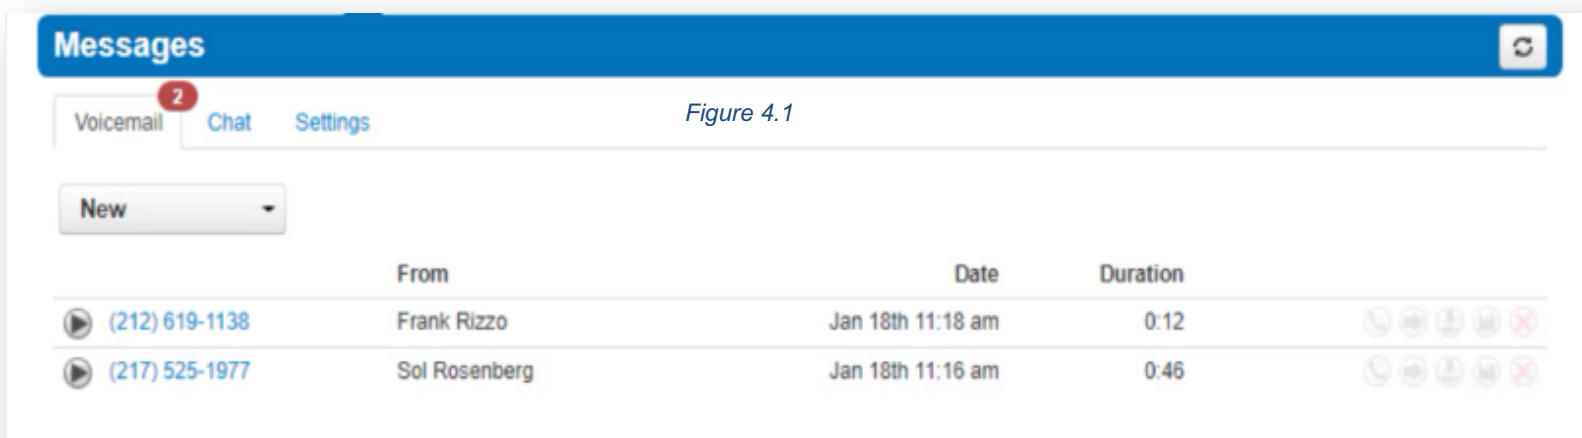 Messages
2
Voicemail Chat Settings
Figure 4.1
New
From Date Duration
(212) 619-1138 Frank Rizzo Jan 18th 11:18 am 0:12
(217) 525-1977 Sol Rosenberg Jan 18th 11:16 am 0:46